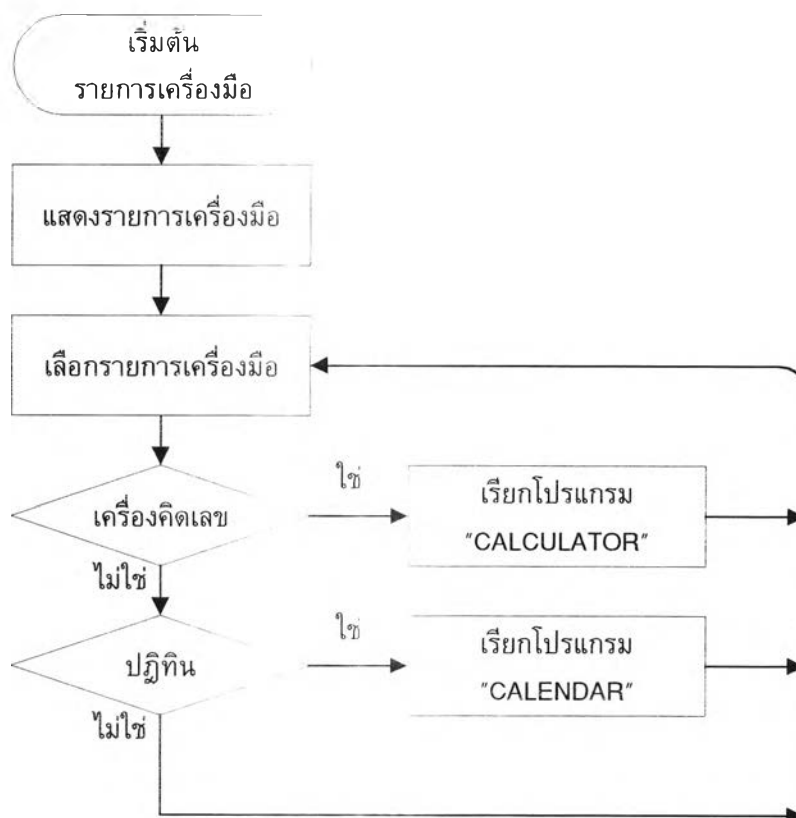 เริ่มต้น
รายการเครื่องมือ
แสดงรายการเครื่องมือ
เลือกรายการเครื่องมือ
เครื่องคิดเลข
ใช่
เรียกโปรแกรม
"CALCULATOR"
ไม่ใช่
ปฏิทิน
ใช่
เรียกโปรแกรม
"CALENDAR"
ไม่ใช่